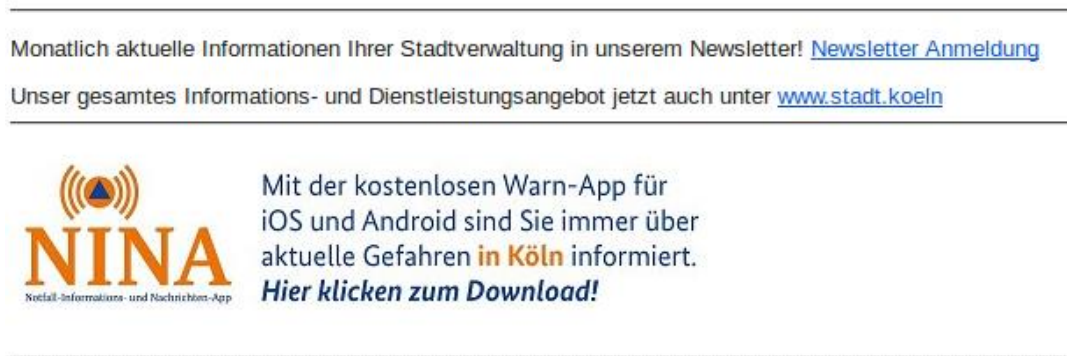 Monatlich aktuelle Informationen Ihrer Stadtverwaltung in unserem Newsletter! Newsletter Anmeldung
Unser gesamtes Informations- und Dienstleistungsangebot jetzt auch unter www.stadt.koeln
NINA
Notfall-Informations- und Nachrichten-App
Mit der kostenlosen Warn-App für
iOS und Android sind Sie immer über
aktuelle Gefahren in Köln informiert.
Hier klicken zum Download!